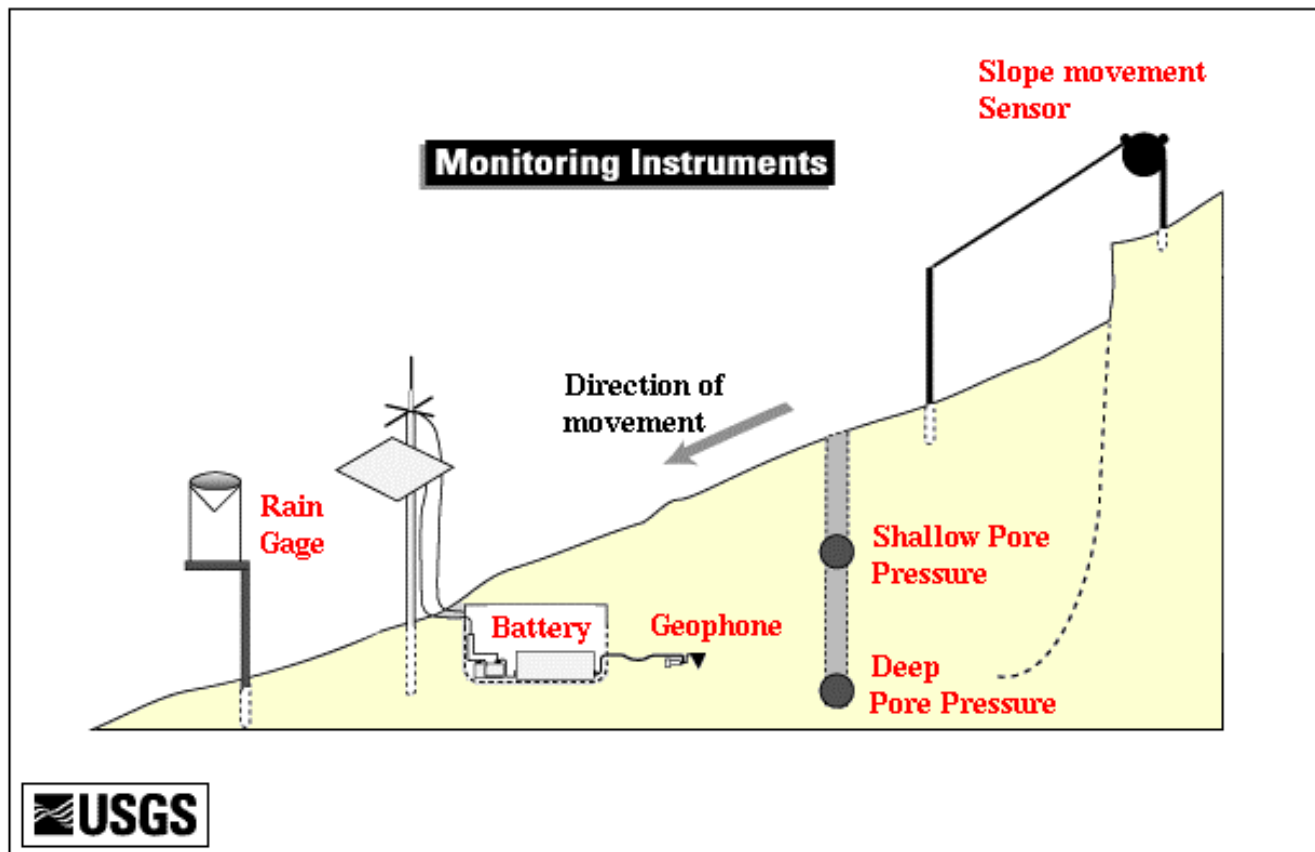 Slope movement
Sensor
Monitoring Instruments
Direction of
movement
Rain
Gage
Shallow Pore
Pressure
Battery
Geophone
Deep
Pore Pressure
USGS